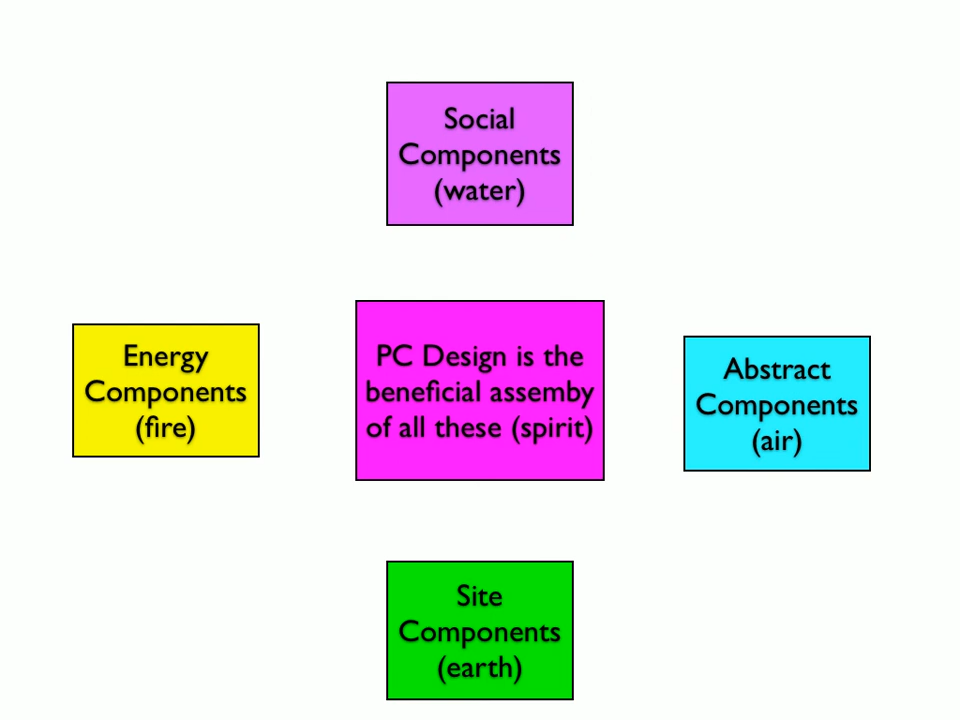 Social
Components
(water)
Energy
Components
(fire)
PC Design is the
beneficial assemby
of all these (spirit)
Abstract
Components
(air)
Site
Components
(earth)